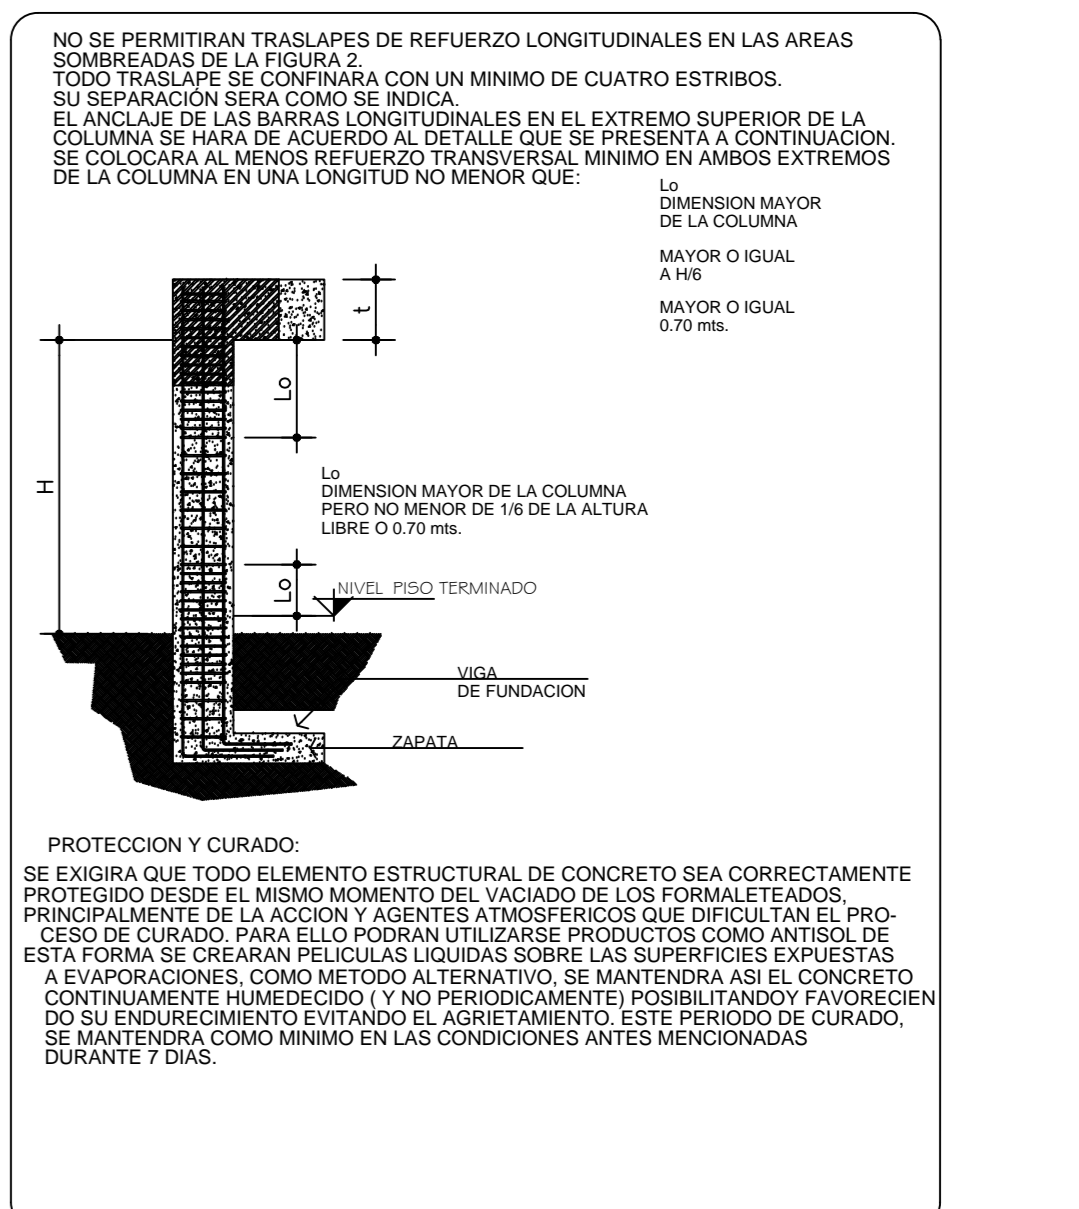 NO SE PERMITIRAN TRASLAPES DE REFUERZO LONGITUDINALES EN LAS AREAS
SOMBREADAS DE LA FIGURA 2.
TODO TRASLAPE SE CONFINARA CON UN MINIMO DE CUATRO ESTRIBOS.
SU SEPARACIÓN SERA COMO SE INDICA.
EL ANCLAJE DE LAS BARRAS LONGITUDINALES EN EL EXTREMO SUPERIOR DE LA
COLUMNA SE HARA DE ACUERDO AL DETALLE QUE SE PRESENTA A CONTINUACION.
SE COLOCARA AL MENOS REFUERZO TRANSVERSAL MINIMO EN AMBOS EXTREMOS
DE LA COLUMNA EN UNA LONGITUD NO MENOR QUE:
Lo
DIMENSION MAYOR
DE LA COLUMNA
MAYOR O IGUAL
A H/6
MAYOR O IGUAL
0.70 mts.
t
Lo
H
Lo
DIMENSION MAYOR DE LA COLUMNA
PERO NO MENOR DE 1/6 DE LA ALTURA
LIBRE O 0.70 mts.
Lo
NIVEL PISO TERMINADO
VIGA
DE FUNDACION
ZAPATA
PROTECCION Y CURADO:
SE EXIGIRA QUE TODO ELEMENTO ESTRUCTURAL DE CONCRETO SEA CORRECTAMENTE
PROTEGIDO DESDE EL MISMO MOMENTO DEL VACIADO DE LOS FORMALETEADOS,
PRINCIPALMENTE DE LA ACCION Y AGENTES ATMOSFERICOS QUE DIFICULTAN EL PRO-
CESO DE CURADO. PARA ELLO PODRAN UTILIZARSE PRODUCTOS COMO ANTISOL DE
ESTA FORMA SE CREARAN PELICULAS LIQUIDAS SOBRE LAS SUPERFICIES EXPUESTAS
A EVAPORACIONES, COMO METODO ALTERNATIVO, SE MANTENDRA ASI EL CONCRETO
CONTINUAMENTE HUMEDECIDO ( Y NO PERIODICAMENTE) POSIBILITANDOY FAVORECIEN
DO SU ENDURECIMIENTO EVITANDO EL AGRIETAMIENTO. ESTE PERIODO DE CURADO,
SE MANTENDRA COMO MINIMO EN LAS CONDICIONES ANTES MENCIONADAS
DURANTE 7 DIAS.